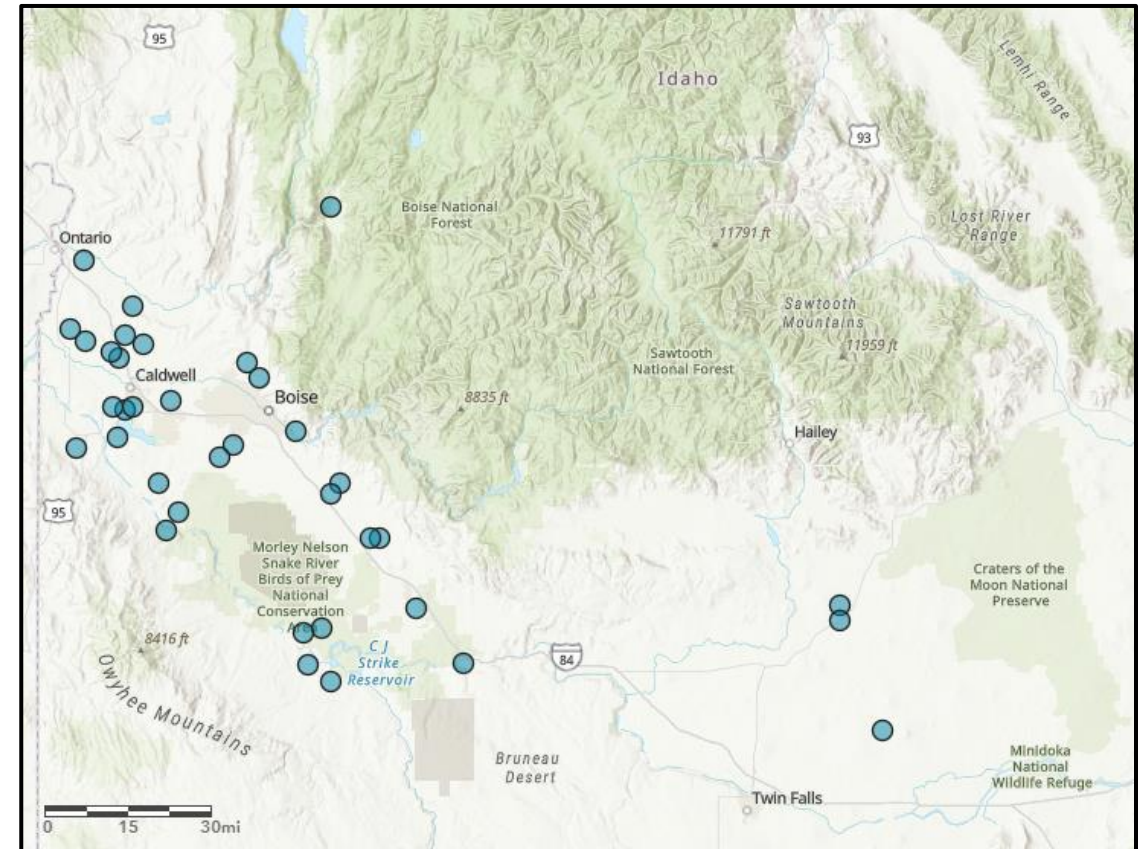 95
Idaho
Lemhi Range
93
Boise National
Forest
Lost River
Range
11791 ft
Ontario
Sawtooth
Mountains
11959 ft
Sawtooth
National Forest
Caldwell
Boise
8835 ft
Hailey
95
Morley Nelson
Snake River
Birds of Prey
National
Conservation
Area
Craters of the
Moon National
Preserve
8416 ft
C J
Strike
Reservoir
84
Owyhee Mountains
Bruneau
Desert
Minidoka
National
Wildlife Refuge
Twin Falls
0 15 30mi